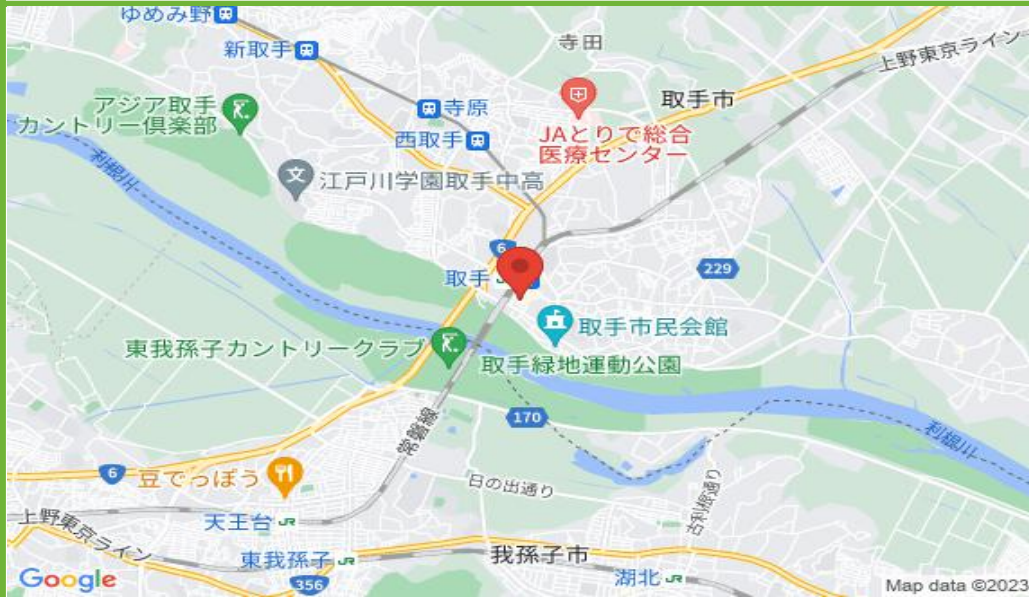 ゆめみ野
新取手
寺田
上野東京ライン
アジア取手
カントリー倶楽部
寺原
取手市
西取手
JAとりで総合
医療センター
利根川
江戸川学園取手中高
6
取手
229
取手市民会館
東我孫子カントリークラブ
取手緑地運動公園
170
常磐線
利根川
6
豆でっぽう
日の出通り
古利根通り
上野東京ライン
天王台 JR
東我孫子 JR
我孫子市
湖北 JR
356
Google
Map data ©2023